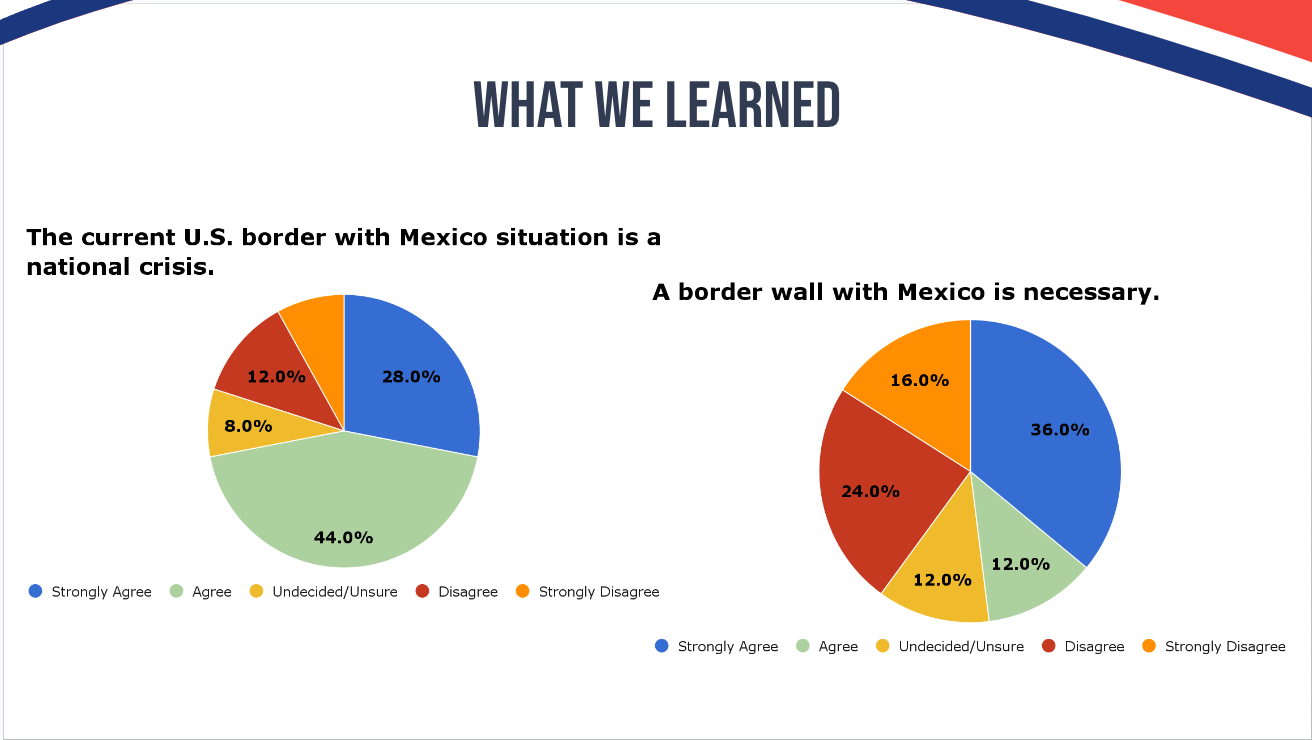 WHAT WE LEARNED
The current U.S. border with Mexico situation is a
national crisis.
28.0%
44.0%
8.0%
12.0%
Strongly Agree
Agree
Undecided/Unsure
Disagree
Strongly Disagree
A border wall with Mexico is necessary.
36.0%
12.0%
12.0%
24.0%
16.0%
Strongly Agree
Agree
Undecided/Unsure
Disagree
Strongly Disagree